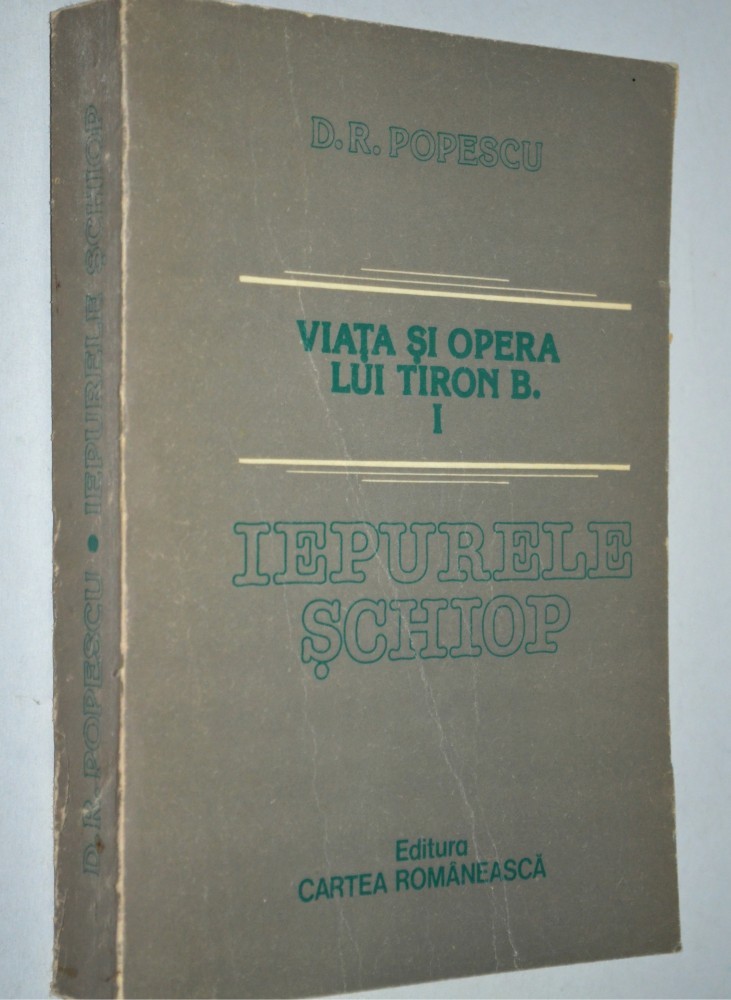 D.R. POPESCU
VIAȚA ȘI OPERA
LUI TIRON B.
I
IEPURELE
ȘCHIOP
Editura
CARTEA ROMÂNEASCĂ
D.R. POPESCU • IEPURELE ȘCHIOP